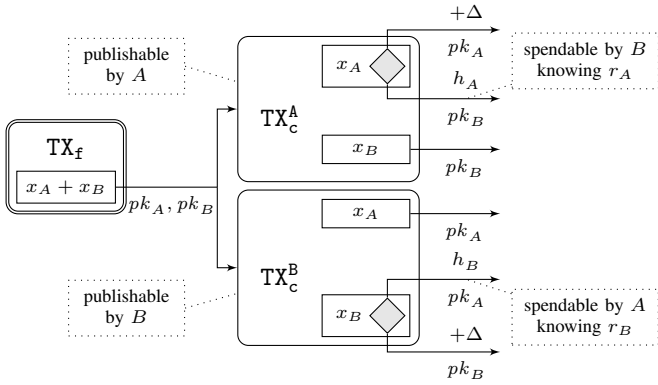 publishable
by A
TX_f
x_A + x_B
pk_A, pk_B
publishable
by B
TX_c^A
x_A
x_B
+Δ
pk_A
h_A
pk_B
pk_B
spendable by B
knowing r_A
TX_c^B
x_A
x_B
pk_A
h_B
pk_A
+Δ
pk_B
spendable by A
knowing r_B